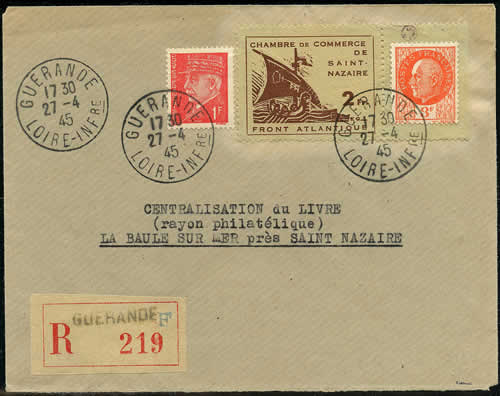 GUERANDE
17 30
27-4
45
LOIRE-INFRE
1F
GUERANDE
17 30
27-4
45
LOIRE-INFRE
CHAMBRE DE COMMERCE
DE
SAINT-
NAZAIRE
2
FRONT ATLANTIQUE
GUERANDE
17 30
27-4
45
LOIRE-INFRE
CENTRALISATION du LIVRE
(rayon philatélique)
LA BAULE SUR MER près SAINT NAZAIRE
GUERANDE
F
R 219